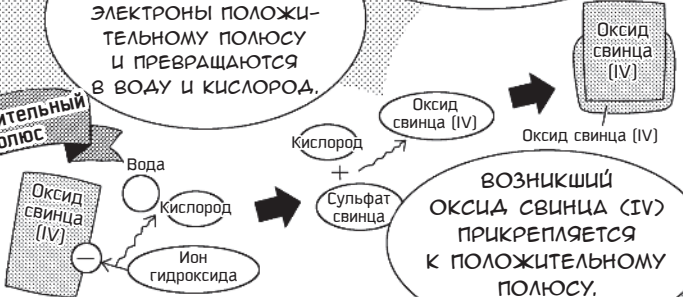 ЭЛЕКТРОНЫ ПОЛОЖИ-
ТЕЛЬНОМУ ПОЛЮСУ
И ПРЕВРАЩАЮТСЯ
В ВОДУ И КИСЛОРОД.
Оксид
свинца
(IV)
Оксид свинца (IV)
Оксид
свинца (IV)
Кислород
+
Сульфат
свинца
Вода
Кислород
Оксид
свинца
(IV)
−
Ион
гидроксида
ВОЗНИКШИЙ
ОКСИД СВИНЦА (IV)
ПРИКРЕПЛЯЕТСЯ
К ПОЛОЖИТЕЛЬНОМУ
ПОЛЮСУ.